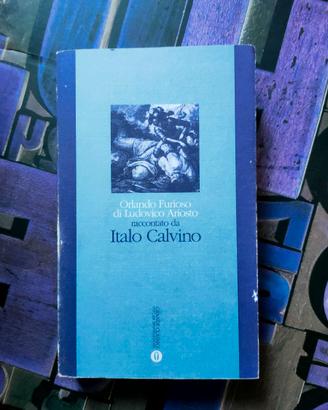 Orlando Furioso
di Ludovico Ariosto
raccontato da
Italo Calvino